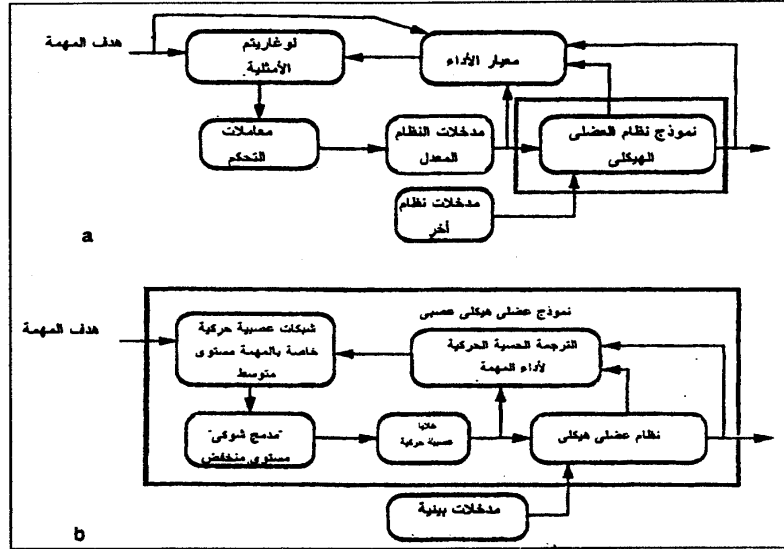 هدف المهمة
لوغاريتم
الأمثلية
معيار الأداء
معاملات
التحكم
مدخلات النظام
المعدل
نموذج نظام العضلى
الهيكلى
مدخلات نظام
أخر
a
نموذج عضلى هيكلى عصبى
هدف المهمة
شبكات عصبية حركية
خاصة بالمهمة مستوى
متوسط
الترجمة الحسية الحركية
لأداء المهمة
"مدمج شوكى"
مستوى منخفض
خلايا
عصبية حركية
نظام عضلى هيكلى
مدخلات بينية
b